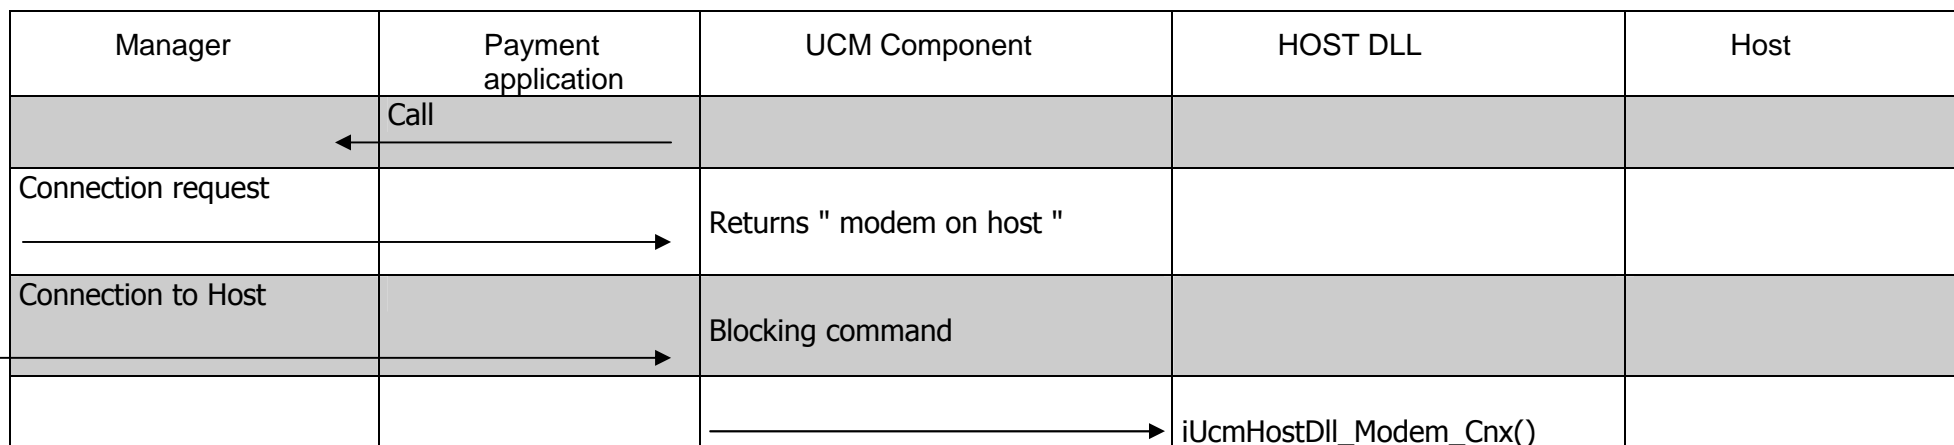 Manager
Payment
application
UCM Component
HOST DLL
Host
Call
Connection request
Returns " modem on host "
Connection to Host
Blocking command
iUcmHostDll_Modem_Cnx()